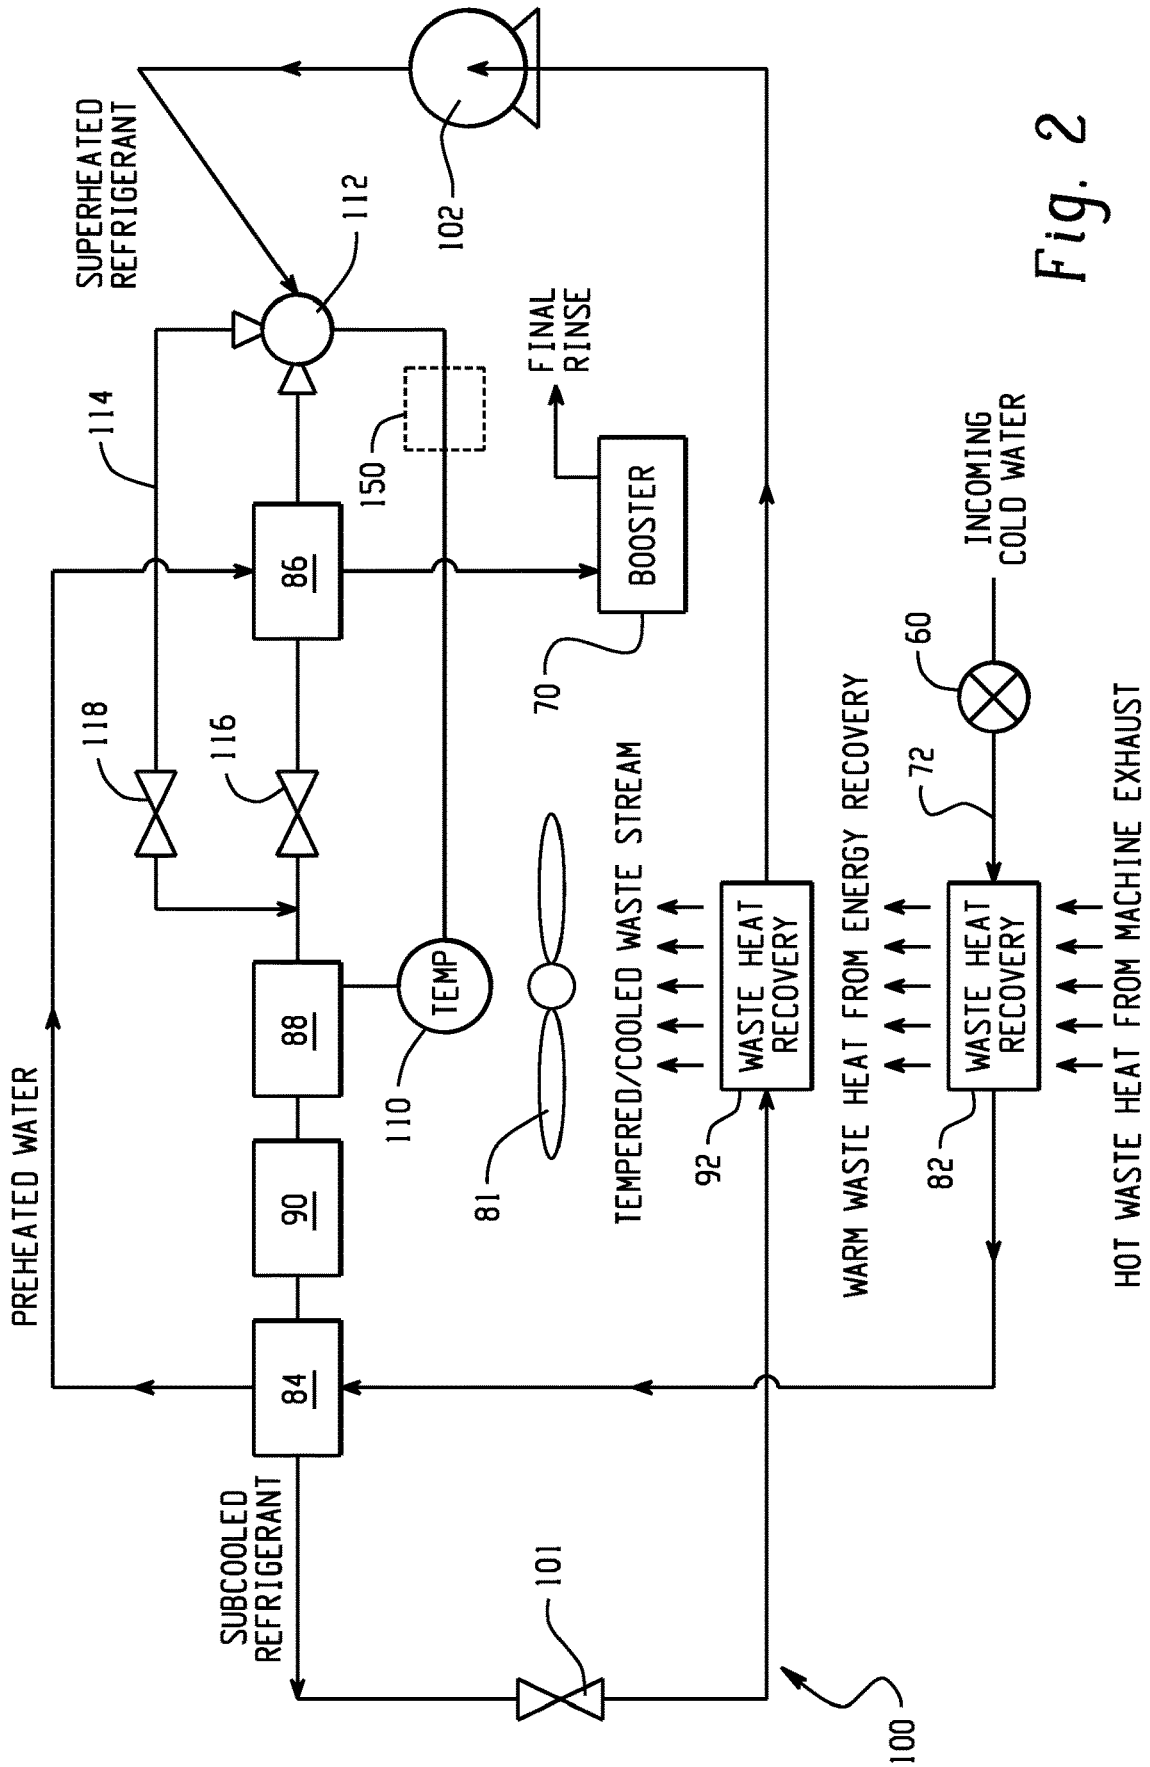 PREHEATED WATER
SUPERHEATED
REFRIGERANT
SUBCOOLED
REFRIGERANT
84
90
88
86
116
118
114
112
102
150
110
TEMP
81
70
BOOSTER
FINAL
RINSE
101
TEMPERED/COOLED WASTE STREAM
92
WASTE HEAT
RECOVERY
WARM WASTE HEAT FROM ENERGY RECOVERY
82
WASTE HEAT
RECOVERY
72
60
INCOMING
COLD WATER
HOT WASTE HEAT FROM MACHINE EXHAUST
100
Fig. 2